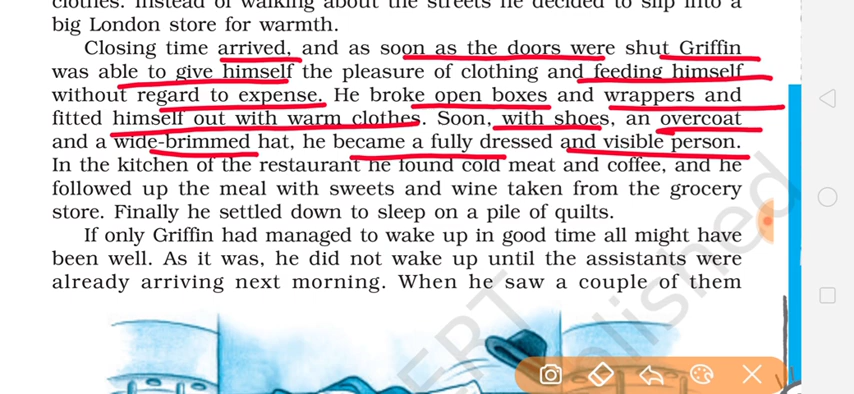 clothes. Instead of walking about the streets he decided to slip into a
big London store for warmth.
Closing time arrived, and as soon as the doors were shut Griffin
was able to give himself the pleasure of clothing and feeding himself
without regard to expense. He broke open boxes and wrappers and
fitted himself out with warm clothes. Soon, with shoes, an overcoat
and a wide-brimmed hat, he became a fully dressed and visible person.
In the kitchen of the restaurant he found cold meat and coffee, and he
followed up the meal with sweets and wine taken from the grocery
store. Finally he settled down to sleep on a pile of quilts.
If only Griffin had managed to wake up in good time all might have
been well. As it was, he did not wake up until the assistants were
already arriving next morning. When he saw a couple of them